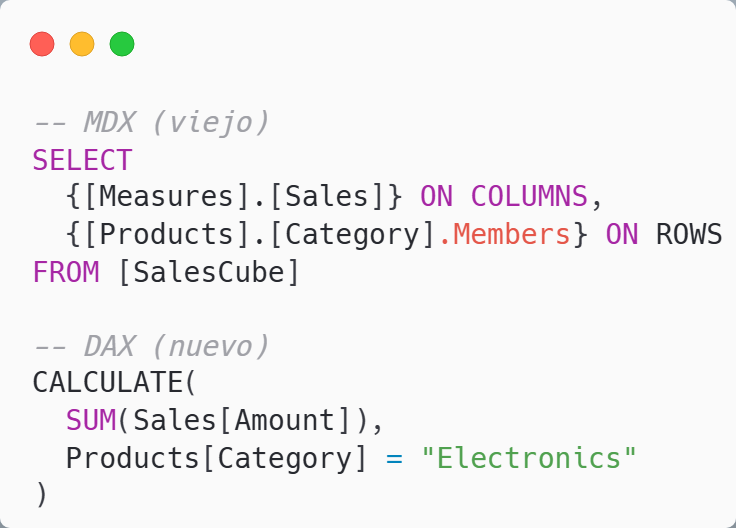 -- MDX (viejo)
SELECT
  {[Measures].[Sales]} ON COLUMNS,
  {[Products].[Category].Members} ON ROWS
FROM [SalesCube]

-- DAX (nuevo)
CALCULATE(
  SUM(Sales[Amount]),
  Products[Category] = "Electronics"
)